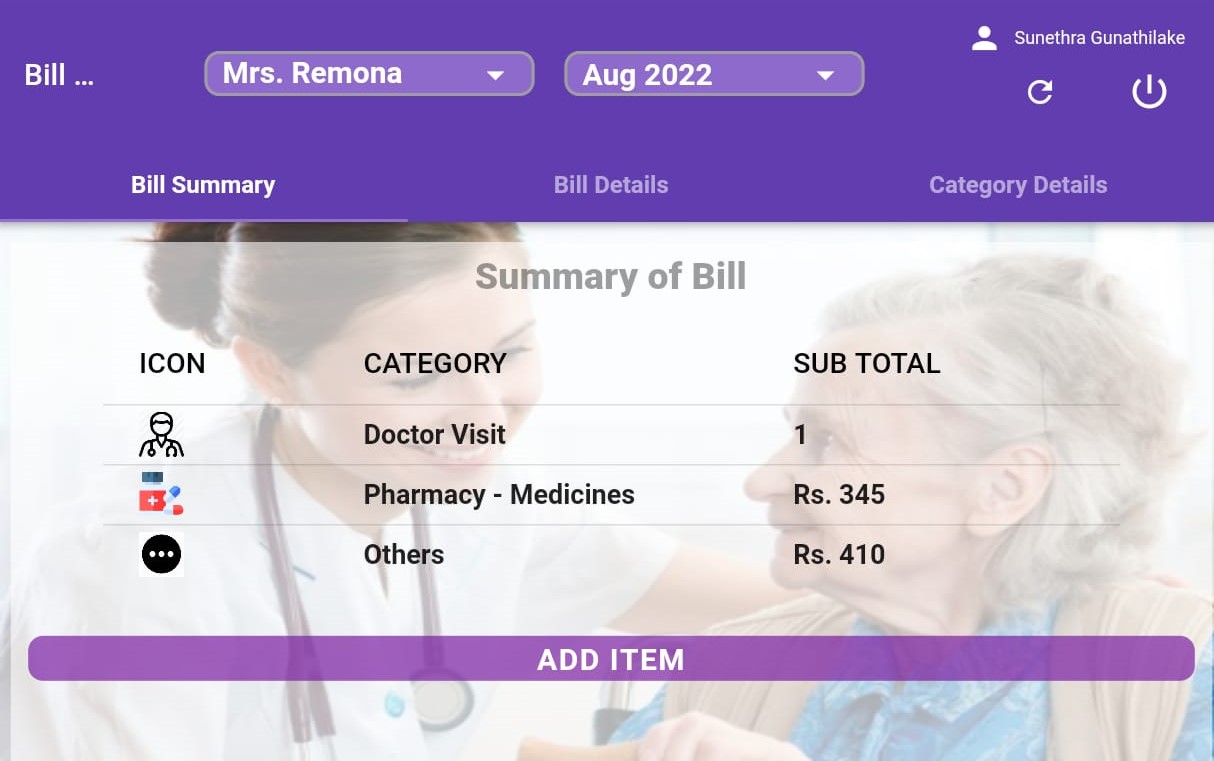 Sunethra Gunathilake
Bill ...
Mrs. Remona
Aug 2022
Bill Summary
Bill Details
Category Details
Summary of Bill
ICON CATEGORY SUB TOTAL
Doctor Visit 1
Pharmacy - Medicines Rs. 345
Others Rs. 410
ADD ITEM